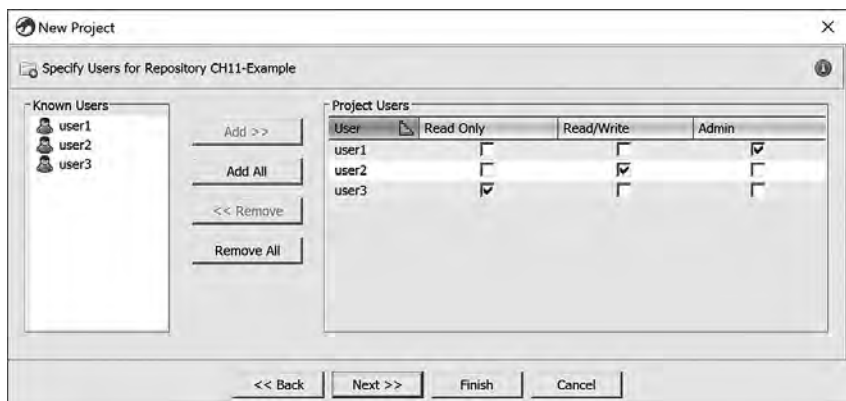 New Project
Specify Users for Repository CH11-Example
Known Users
user1
user2
user3
Add >>
Add All
<< Remove
Remove All
Project Users
User Read Only Read/Write Admin
user1
user2
user3
<< Back Next >> Finish Cancel